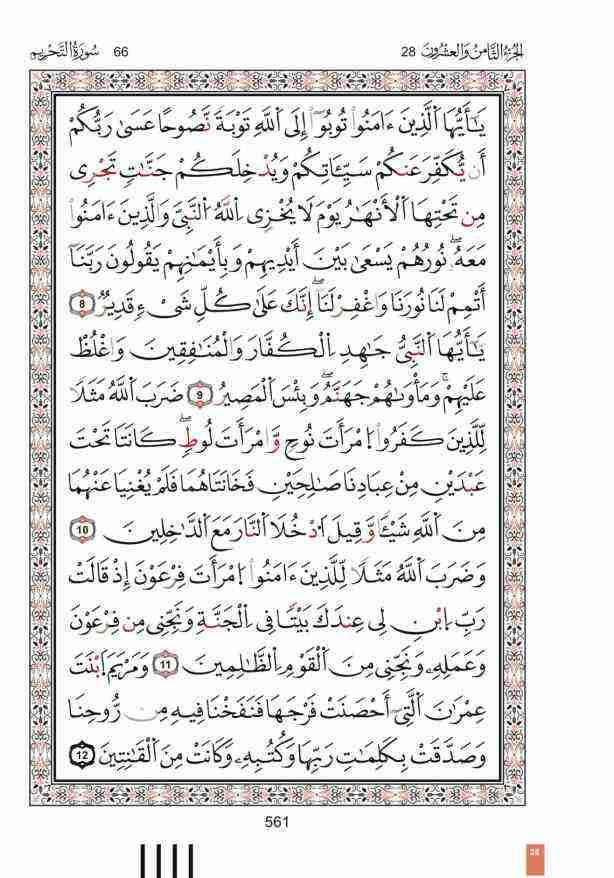 الجزء الثامن والعشرون 28
66 سورة التحريم
يَـٰٓأَيُّهَا ٱلَّذِينَ ءَامَنُوا۟ تُوبُوٓا۟ إِلَى ٱللَّهِ تَوْبَةً نَّصُوحًا عَسَىٰ رَبُّكُمْ
أَن يُكَفِّرَ عَنكُمْ سَيِّـَٔاتِكُمْ وَيُدْخِلَكُمْ جَنَّـٰتٍ تَجْرِى
مِن تَحْتِهَا ٱلْأَنْهَـٰرُ يَوْمَ لَا يُخْزِى ٱللَّهُ ٱلنَّبِىَّ وَٱلَّذِينَ ءَامَنُوا۟
مَعَهُۥۖ نُورُهُمْ يَسْعَىٰ بَيْنَ أَيْدِيهِمْ وَبِأَيْمَـٰنِهِمْ يَقُولُونَ رَبَّنَآ
أَتْمِمْ لَنَا نُورَنَا وَٱغْفِرْ لَنَآۖ إِنَّكَ عَلَىٰ كُلِّ شَىْءٍ قَدِيرٌ 8
يَـٰٓأَيُّهَا ٱلنَّبِىُّ جَـٰهِدِ ٱلْكُفَّارَ وَٱلْمُنَـٰفِقِينَ وَٱغْلُظْ
عَلَيْهِمْۚ وَمَأْوَىٰهُمْ جَهَنَّمُۖ وَبِئْسَ ٱلْمَصِيرُ 9 ضَرَبَ ٱللَّهُ مَثَلًا
لِّلَّذِينَ كَفَرُوا۟ ٱمْرَأَتَ نُوحٍ وَٱمْرَأَتَ لُوطٍۖ كَانَتَا تَحْتَ
عَبْدَيْنِ مِنْ عِبَادِنَا صَـٰلِحَيْنِ فَخَانَتَاهُمَا فَلَمْ يُغْنِيَا عَنْهُمَا
مِنَ ٱللَّهِ شَيْـًٔا وَقِيلَ ٱدْخُلَا ٱلنَّارَ مَعَ ٱلدَّٰخِلِينَ 10
وَضَرَبَ ٱللَّهُ مَثَلًا لِّلَّذِينَ ءَامَنُوا۟ ٱمْرَأَتَ فِرْعَوْنَ إِذْ قَالَتْ
رَبِّ ٱبْنِ لِى عِندَكَ بَيْتًا فِى ٱلْجَنَّةِ وَنَجِّنِى مِن فِرْعَوْنَ
وَعَمَلِهِۦ وَنَجِّنِى مِنَ ٱلْقَوْمِ ٱلظَّـٰلِمِينَ 11 وَمَرْيَمَ ٱبْنَتَ
عِمْرَٰنَ ٱلَّتِىٓ أَحْصَنَتْ فَرْجَهَا فَنَفَخْنَا فِيهِ مِن رُّوحِنَا
وَصَدَّقَتْ بِكَلِمَـٰتِ رَبِّهَا وَكُتُبِهِۦ وَكَانَتْ مِنَ ٱلْقَـٰنِتِينَ 12
561
28